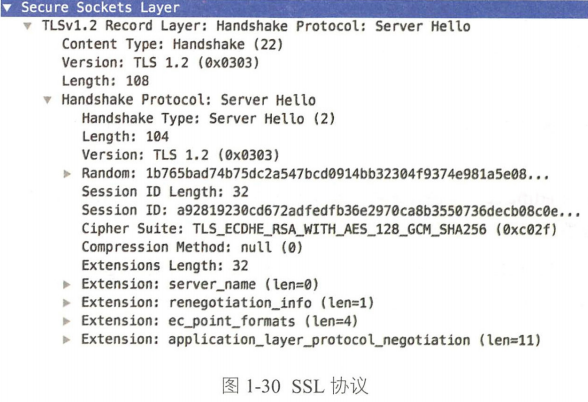 Secure Sockets Layer
TLSv1.2 Record Layer: Handshake Protocol: Server Hello
Content Type: Handshake (22)
Version: TLS 1.2 (0x0303)
Length: 108
Handshake Protocol: Server Hello
Handshake Type: Server Hello (2)
Length: 104
Version: TLS 1.2 (0x0303)
Random: 1b765bad74b75dc2a547bcd0914bb32304f9374e981a5e08...
Session ID Length: 32
Session ID: a92819230cd672adfedfb36e2970ca8b3550736decb08c0e...
Cipher Suite: TLS_ECDHE_RSA_WITH_AES_128_GCM_SHA256 (0xc02f)
Compression Method: null (0)
Extensions Length: 32
Extension: server_name (len=0)
Extension: renegotiation_info (len=1)
Extension: ec_point_formats (len=4)
Extension: application_layer_protocol_negotiation (len=11)
图 1-30 SSL 协议